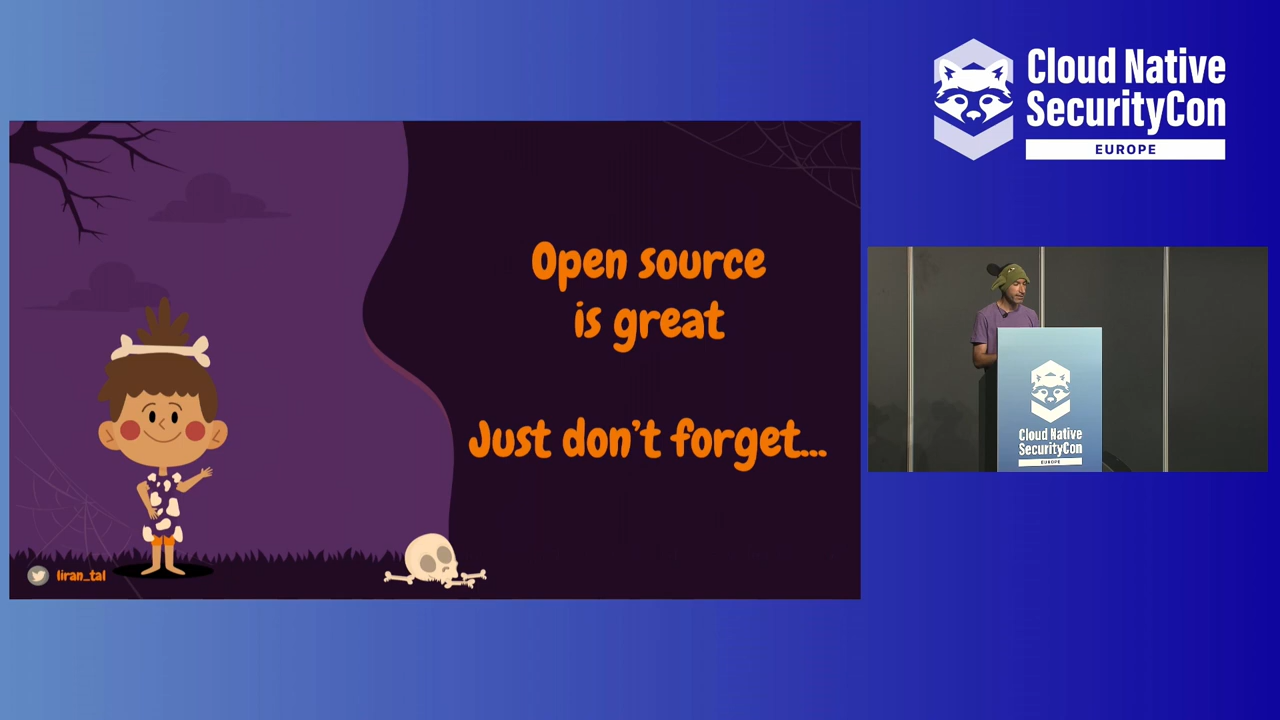 Cloud Native
SecurityCon
EUROPE
Open source
is great
Just don't forget...
liran_tal
Cloud Native
SecurityCon
EUROPE